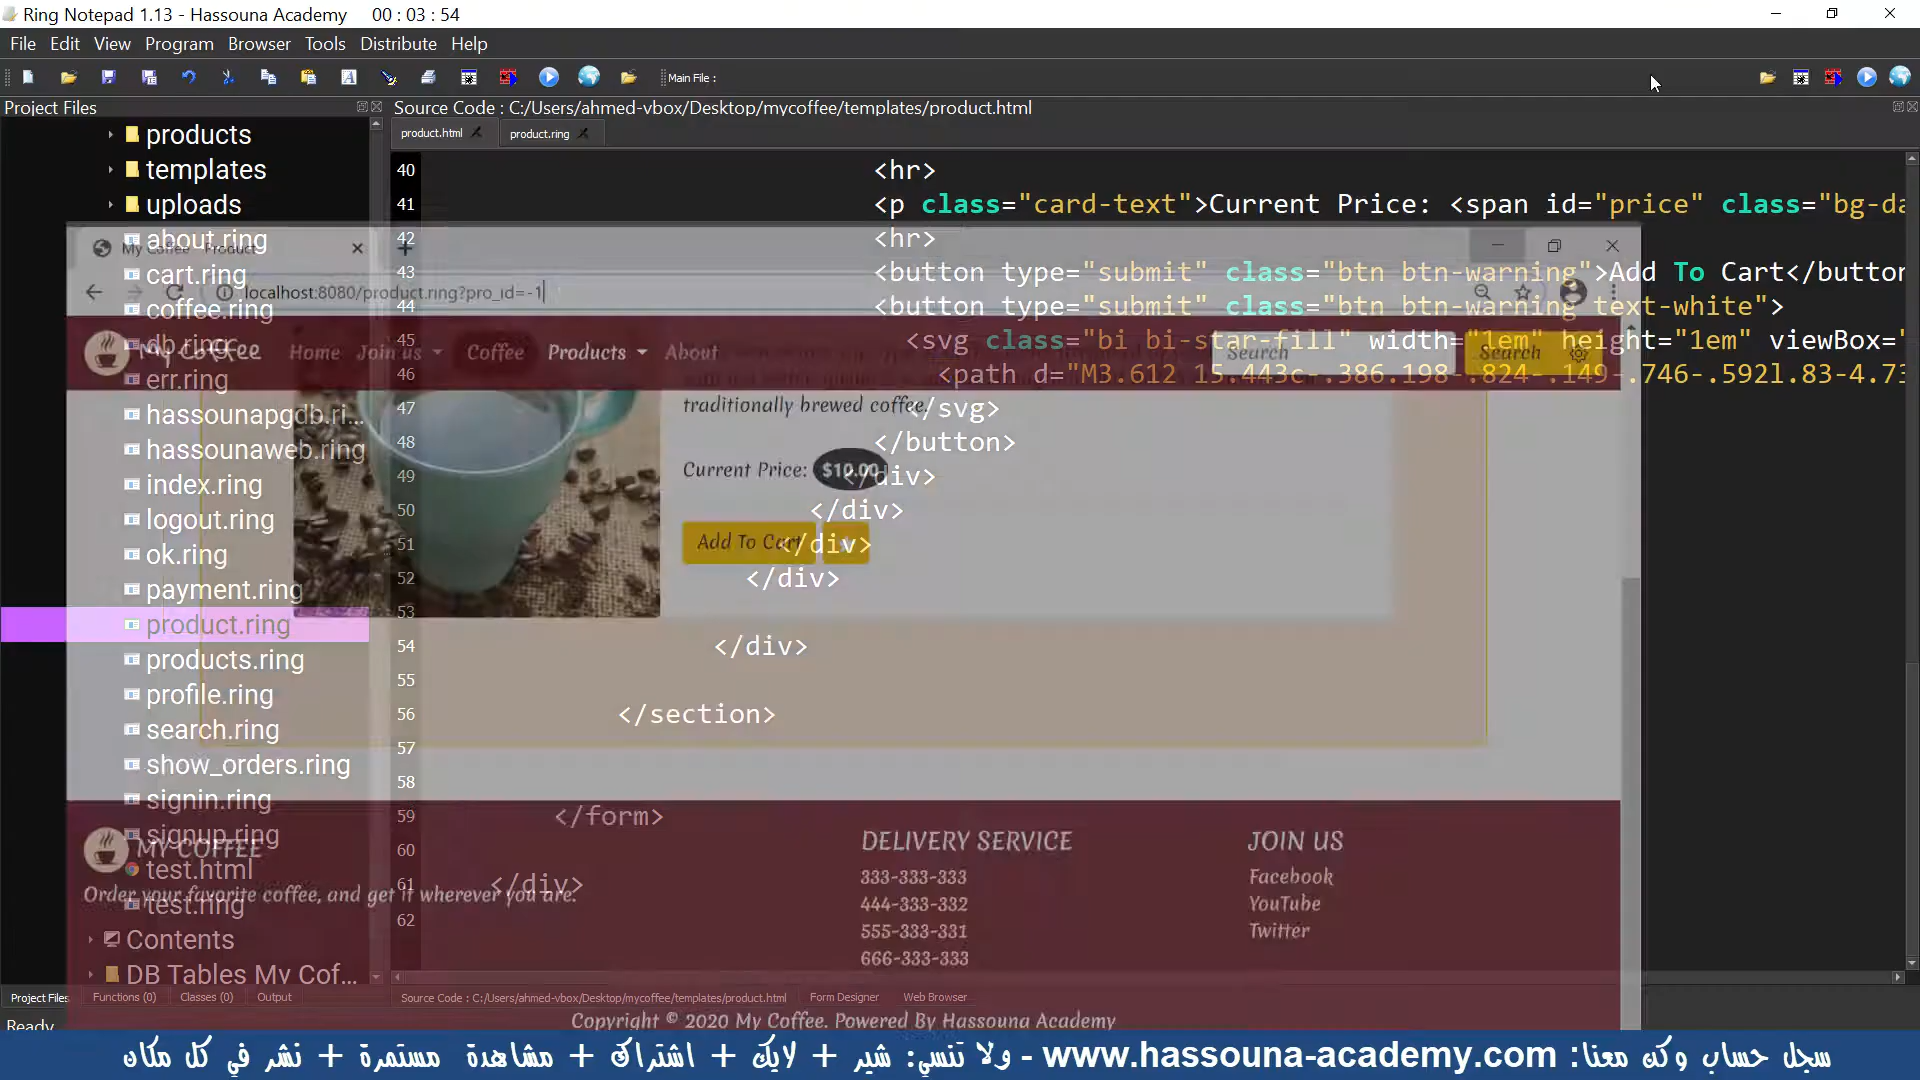 Ring Notepad 1.13 - Hassouna Academy 00 : 03 : 54
File Edit View Program Browser Tools Distribute Help
Main File :
Project Files
Source Code : C:/Users/ahmed-vbox/Desktop/mycoffee/templates/product.html
product.html
product.ring
products
templates
uploads
about.ring
cart.ring
coffee.ring
db.ring
err.ring
hassounapgdb.ri...
hassounaweb.ring
index.ring
logout.ring
ok.ring
payment.ring
product.ring
products.ring
profile.ring
search.ring
show_orders.ring
signin.ring
signup.ring
test.html
test.ring
Contents
DB Tables My Cof...
40 <hr>
41 <p class="card-text">Current Price: <span id="price" class="bg-da
42 <hr>
43 <button type="submit" class="btn btn-warning">Add To Cart</button
44 <button type="submit" class="btn btn-warning text-white">
45 <svg class="bi bi-star-fill" width="1em" height="1em" viewBox="
46 <path d="M3.612 15.443c-.386.198-.824-.149-.746-.592l.83-4.73
47 </svg>
48 </button>
49 </div>
50 </div>
51 </div>
52 </div>
53
54 </div>
55
56 </section>
57
58
59 </form>
60
61 </div>
62
My Coffee - Product
localhost:8080/product.ring?pro_id=-1
My Coffee Home Join us Coffee Products About Search Search
traditionally brewed coffee.
Current Price: $10.00
Add To Cart
MY COFFEE
Order your favorite coffee, and get it wherever you are.
DELIVERY SERVICE
333-333-333
444-333-332
555-333-331
666-333-333
JOIN US
Facebook
YouTube
Twitter
Copyright © 2020 My Coffee. Powered By Hassouna Academy
Project Files Functions (0) Classes (0) Output
Source Code : C:/Users/ahmed-vbox/Desktop/mycoffee/templates/product.html Form Designer Web Browser
Ready
سجل حساب وكن معنا: www.hassouna-academy.com - ولا تنسى: شير + لايك + اشتراك + مشاهدة مستمرة + نشر في كل مكان